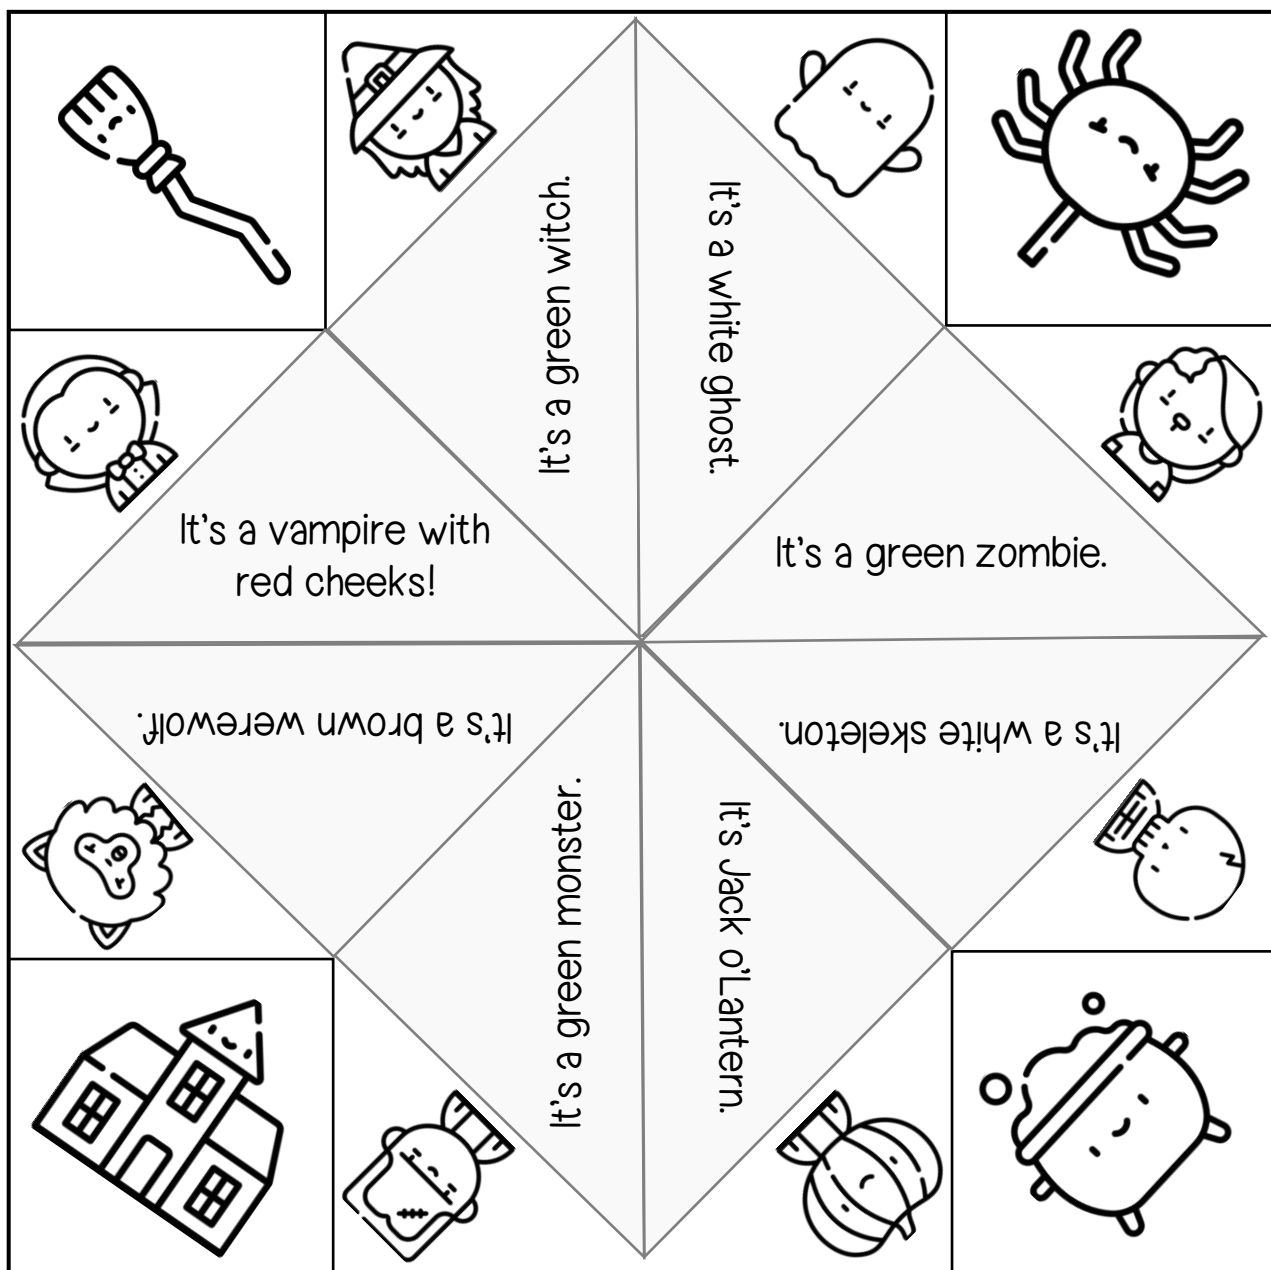 It's a green witch.
It's a white ghost.
It's a vampire with
red cheeks!
It's a green zombie.
It's a brown werewolf.
It's a white skeleton.
It's a green monster.
It's Jack o'Lantern.